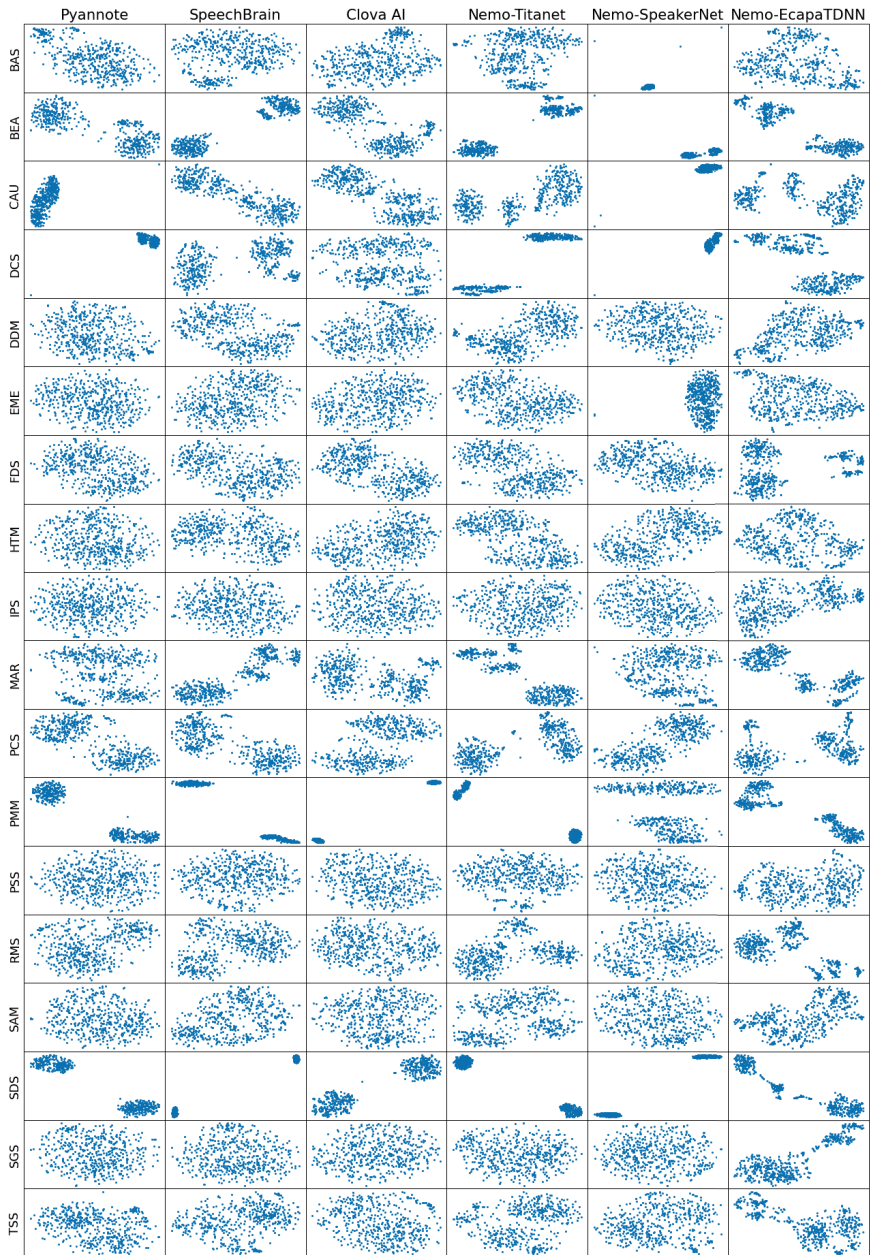 Pyannote SpeechBrain Clova AI Nemo-Titanet Nemo-SpeakerNet Nemo-EcapaTDNN
BAS
BEA
CAU
DCS
DDM
EME
FDS
HTM
IPS
MAR
PCS
PMM
PSS
RMS
SAM
SDS
SGS
TSS